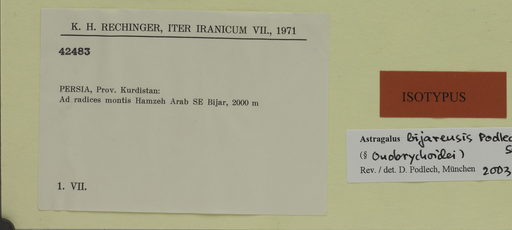 K. H. RECHINGER, ITER IRANICUM VII., 1971
42483
PERSIA, Prov. Kurdistan:
Ad radices montis Hamzeh Arab SE Bijar, 2000 m
1. VII.
ISOTYPUS
Astragalus bijarensis Podlec
(§ Onobrychoidei) S
Rev. / det. D. Podlech, München 2003